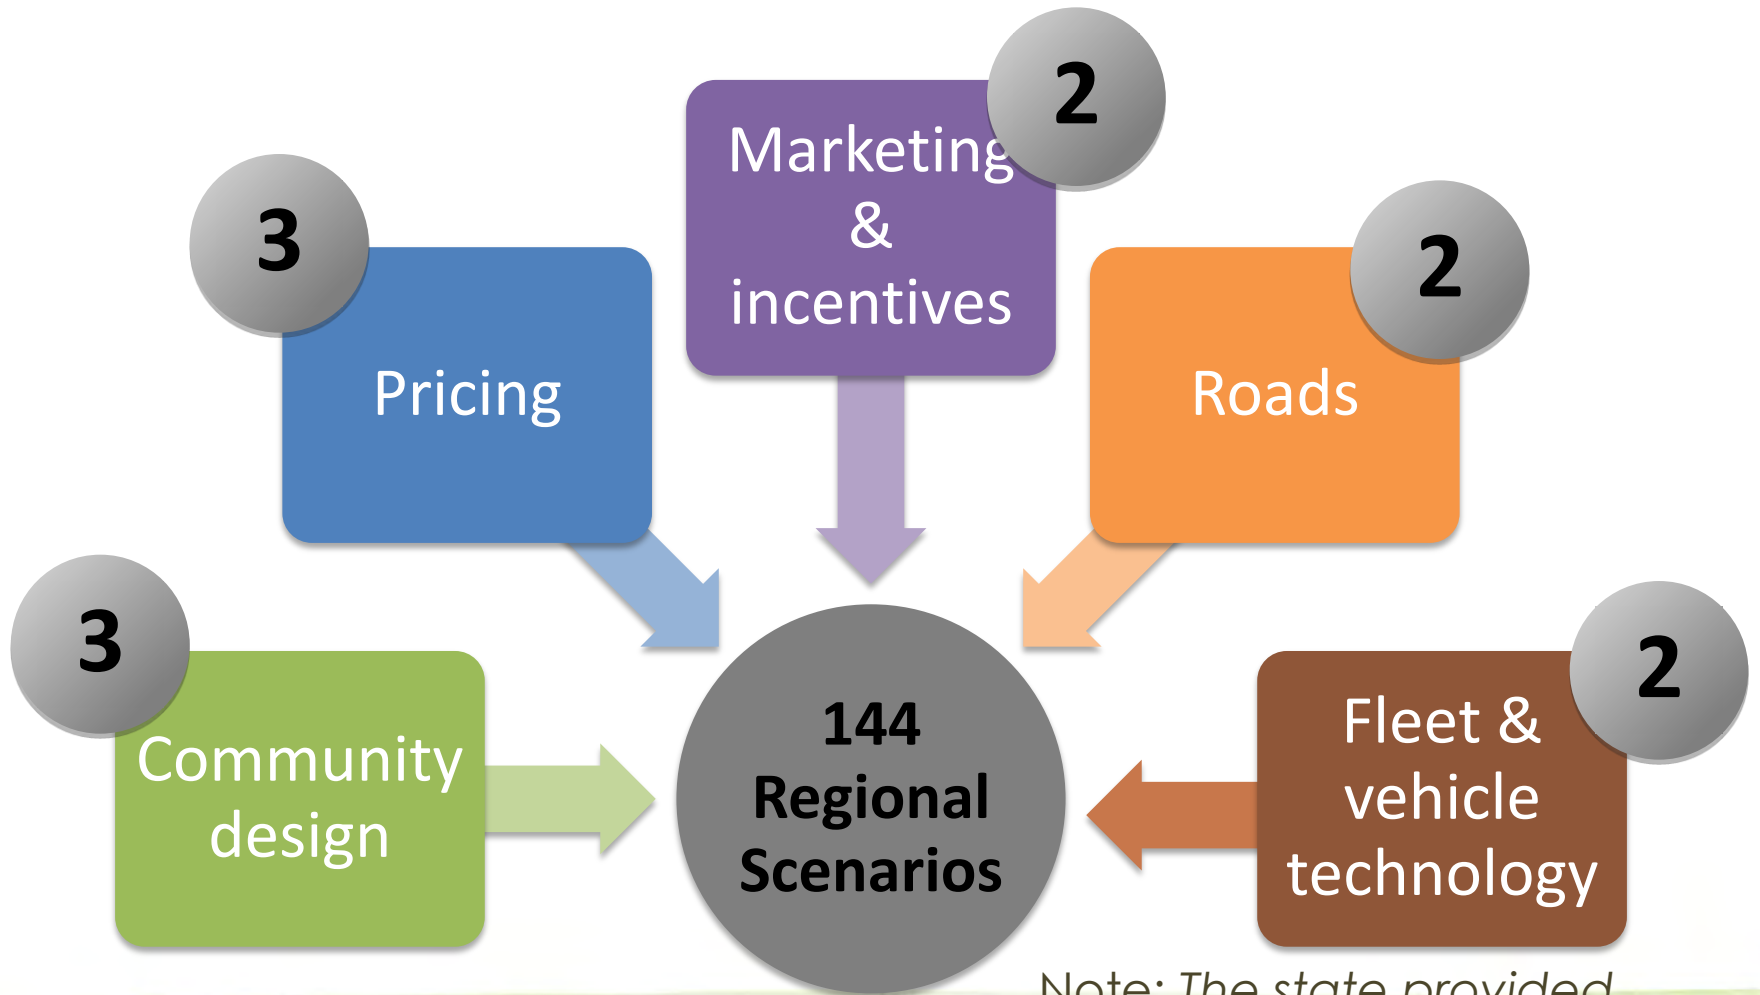 2
Marketing
&
incentives
3
Pricing
2
Roads
3
Community
design
144
Regional
Scenarios
2
Fleet &
vehicle
technology
Note: The state provided